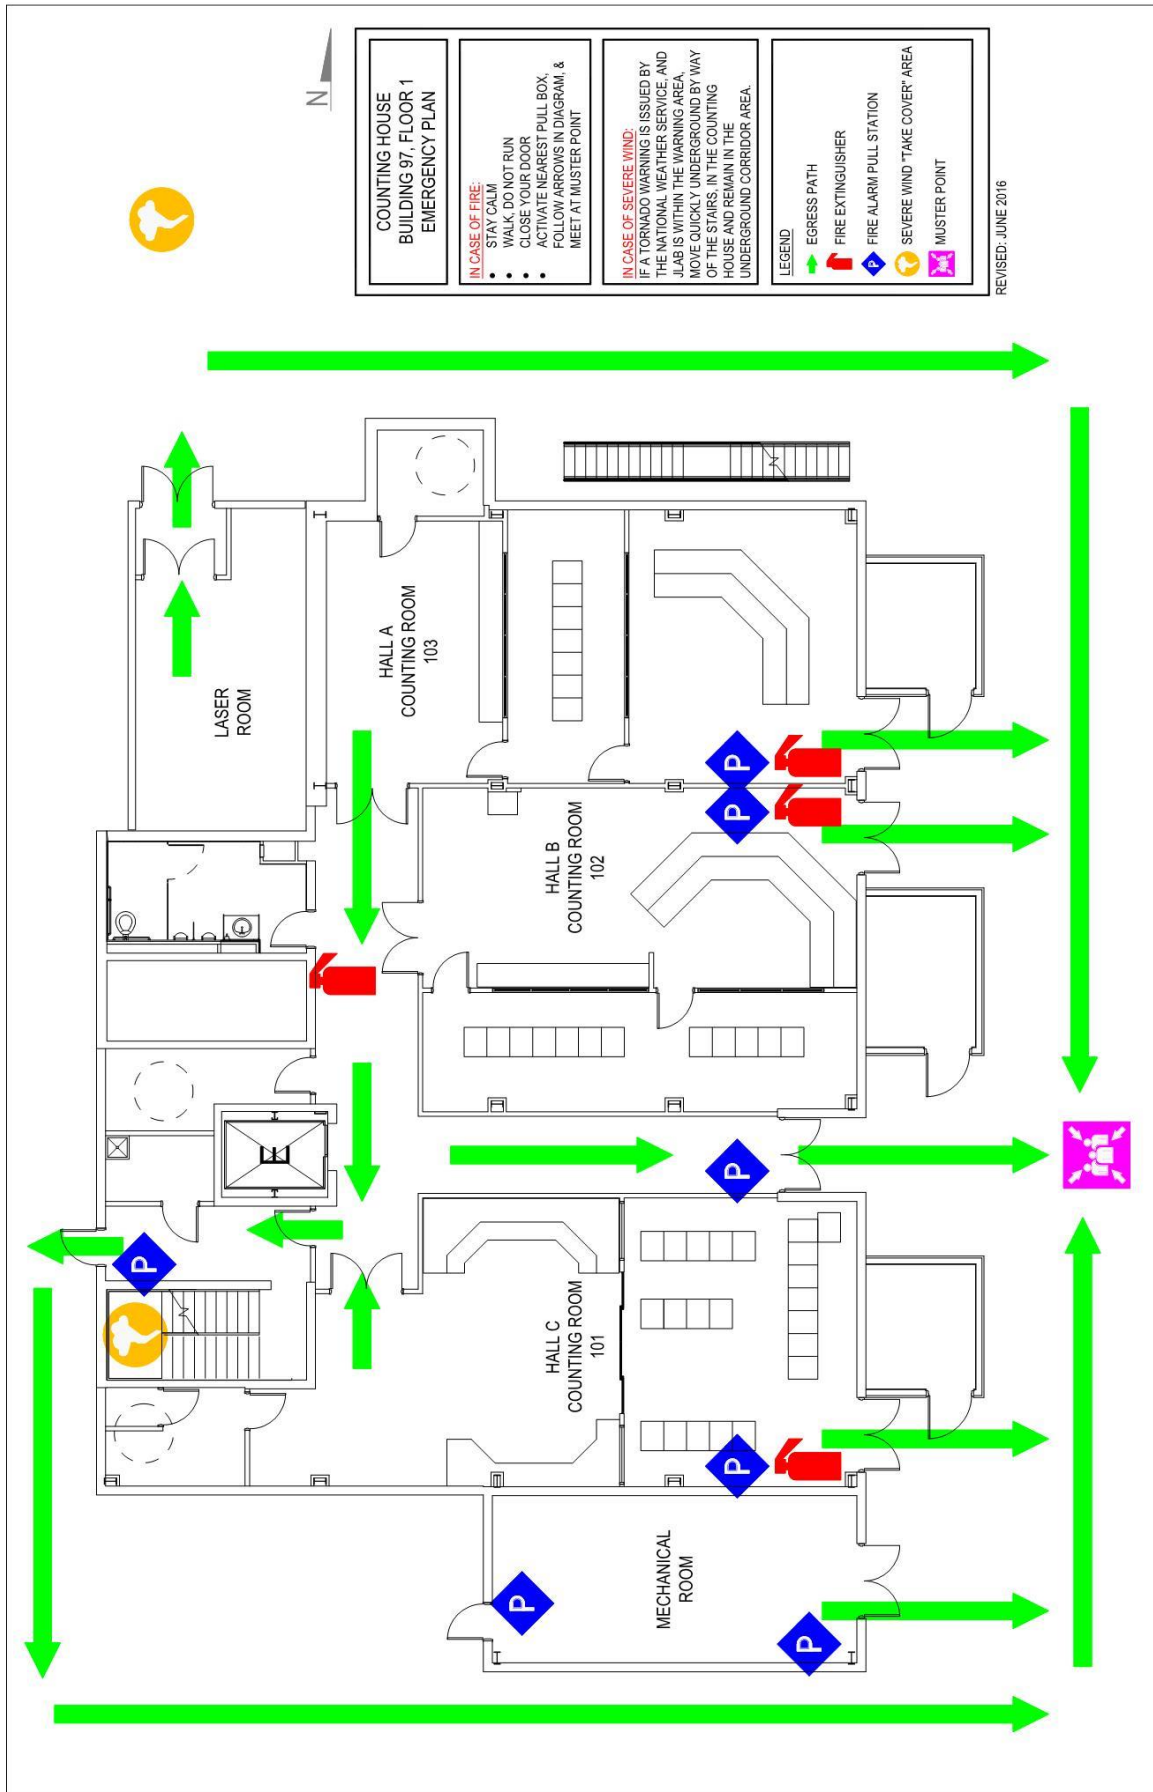 N
COUNTING HOUSE
BUILDING 97, FLOOR 1
EMERGENCY PLAN
IN CASE OF FIRE:
• STAY CALM
• WALK, DO NOT RUN
• CLOSE YOUR DOOR
• ACTIVATE NEAREST PULL BOX,
FOLLOW ARROWS IN DIAGRAM, &
MEET AT MUSTER POINT
IN CASE OF SEVERE WIND:
IF A TORNADO WARNING IS ISSUED BY
THE NATIONAL WEATHER SERVICE, AND
JLAB IS WITHIN THE WARNING AREA,
MOVE QUICKLY UNDERGROUND BY WAY
OF THE STAIRS, IN THE COUNTING
HOUSE AND REMAIN IN THE
UNDERGROUND CORRIDOR AREA.
LEGEND
EGRESS PATH
FIRE EXTINGUISHER
P FIRE ALARM PULL STATION
SEVERE WIND "TAKE COVER" AREA
MUSTER POINT
REVISED: JUNE 2016
LASER
ROOM
HALL A
COUNTING ROOM
103
HALL B
COUNTING ROOM
102
HALL C
COUNTING ROOM
101
MECHANICAL
ROOM
P
P
P
P
P
P
P